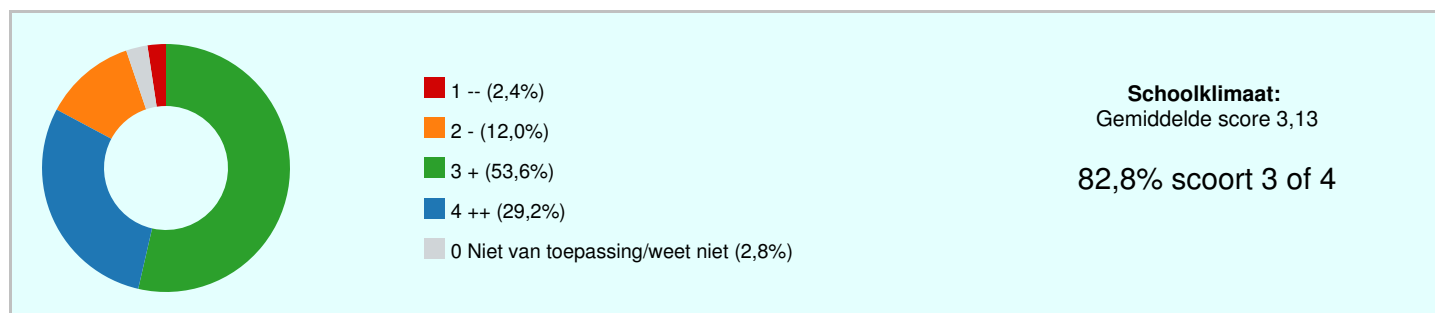 1 -- (2,4%)
2 - (12,0%)
3 + (53,6%)
4 ++ (29,2%)
0 Niet van toepassing/weet niet (2,8%)
Schoolklimaat:
Gemiddelde score 3,13
82,8% scoort 3 of 4